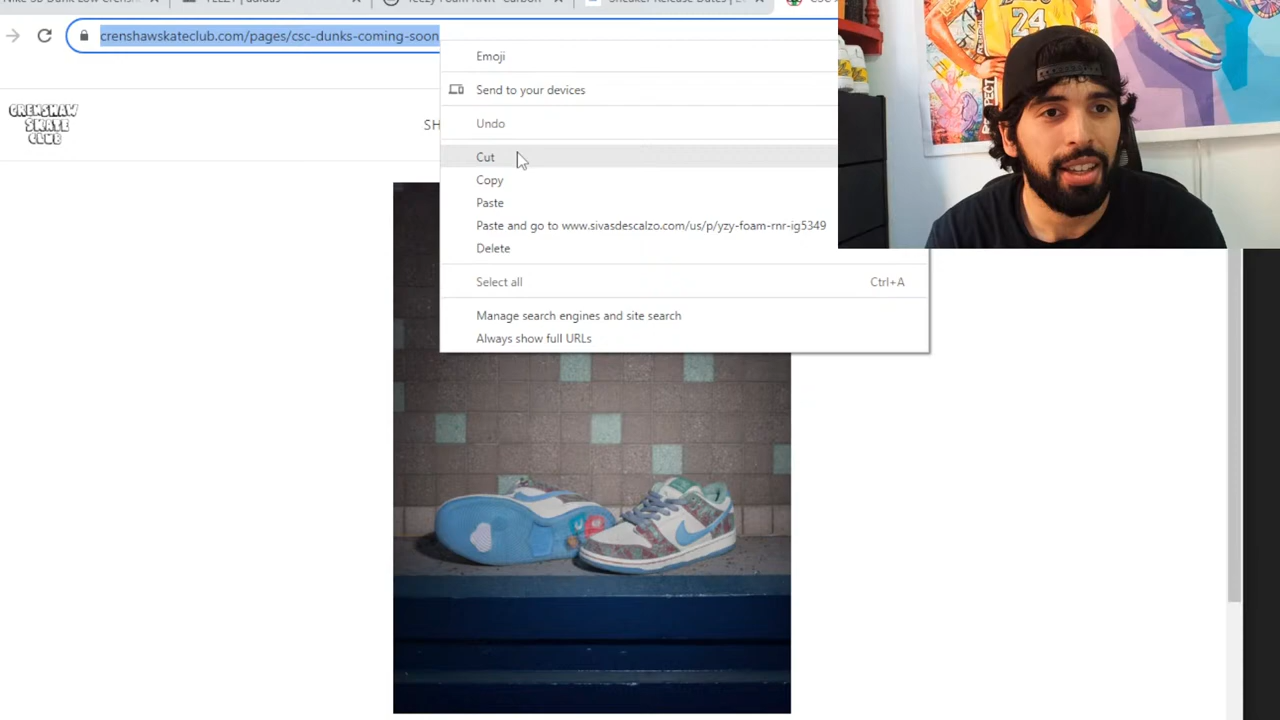 crenshawskateclub.com/pages/csc-dunks-coming-soon
Emoji
Send to your devices
CRENSHAW
SKATE
CLUB
SH
Undo
Cut
Copy
Paste
Paste and go to www.sivasdescalzo.com/us/p/yzy-foam-rnr-ig5349
Delete
Select all Ctrl+A
Manage search engines and site search
Always show full URLs
24